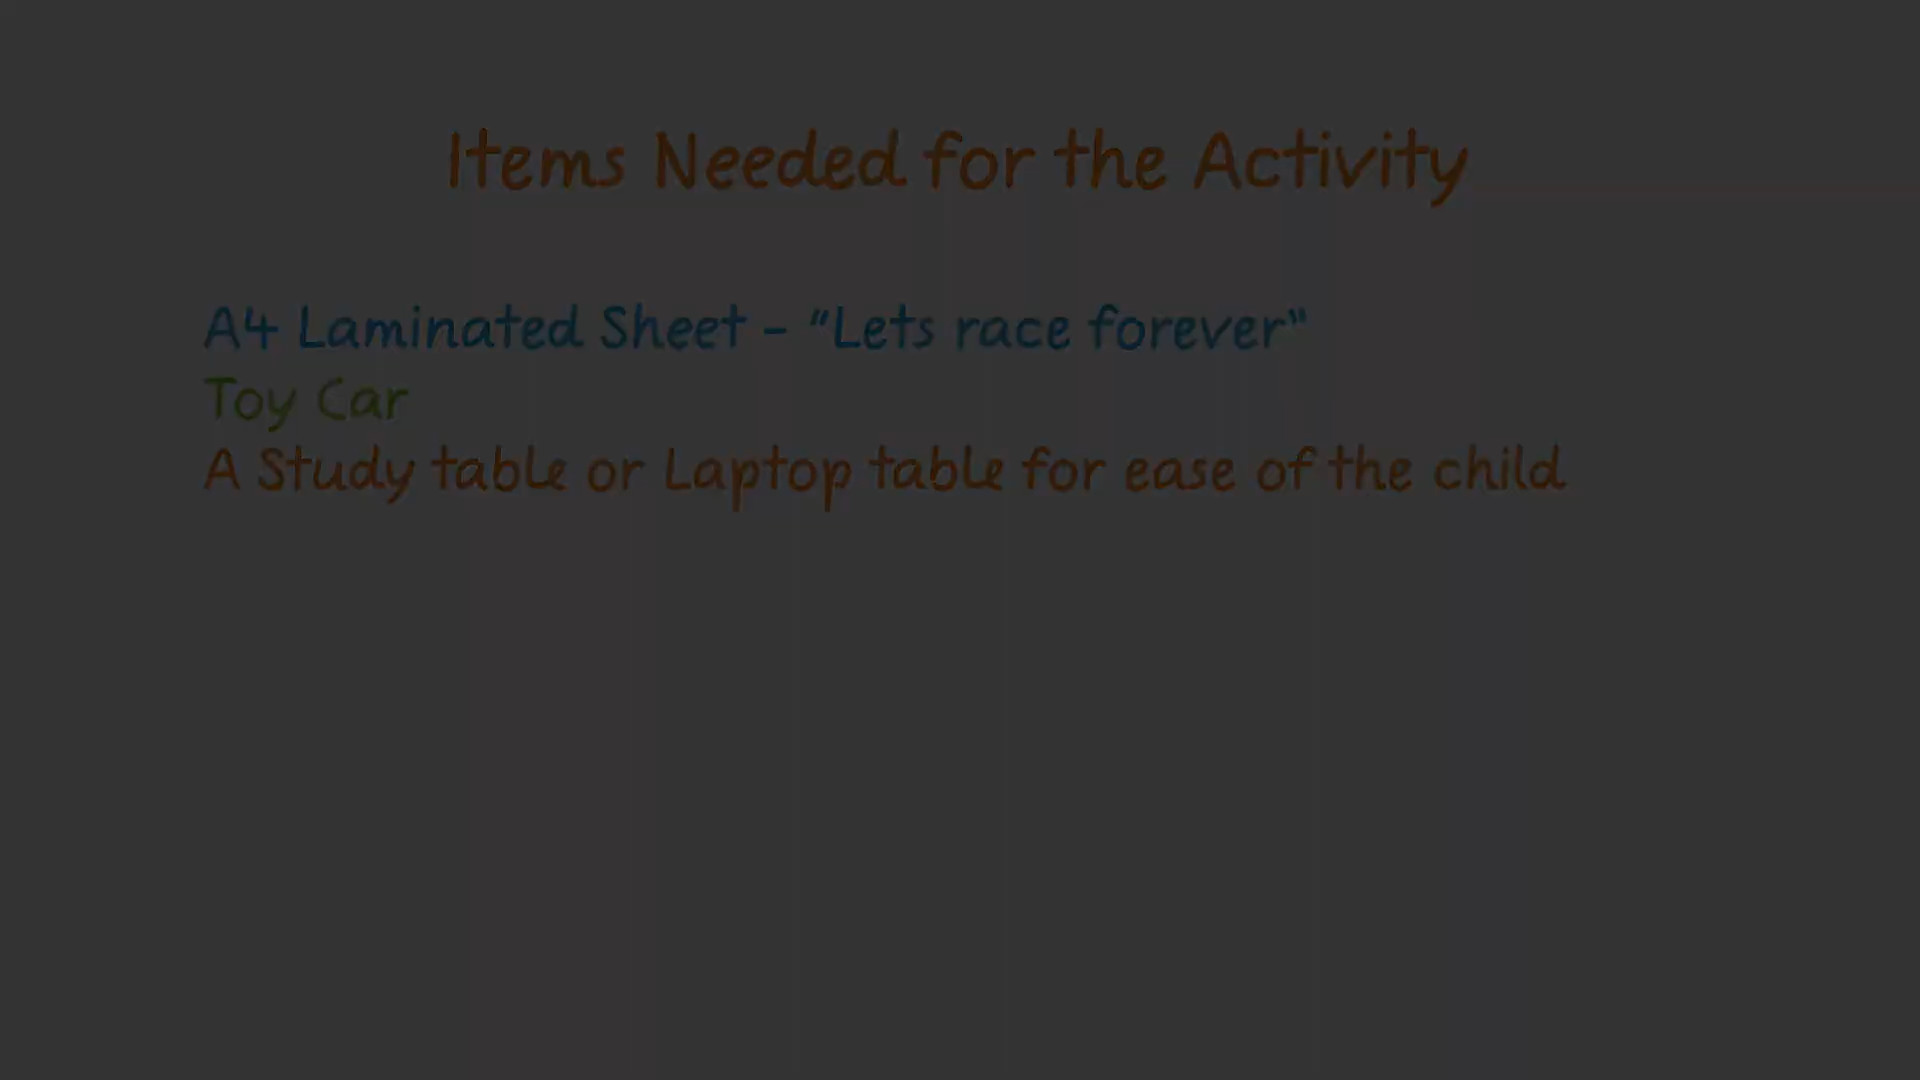 Items Needed for the Activity
A4 Laminated Sheet - "Lets race forever"
Toy Car
A Study table or Laptop table for ease of the child